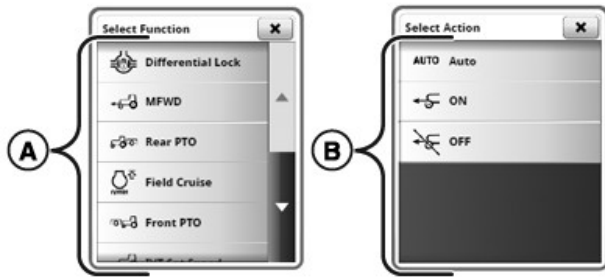 Select Function
Differential Lock
MFWD
Rear PTO
Field Cruise
Front PTO
A
Select Action
AUTO Auto
ON
OFF
B